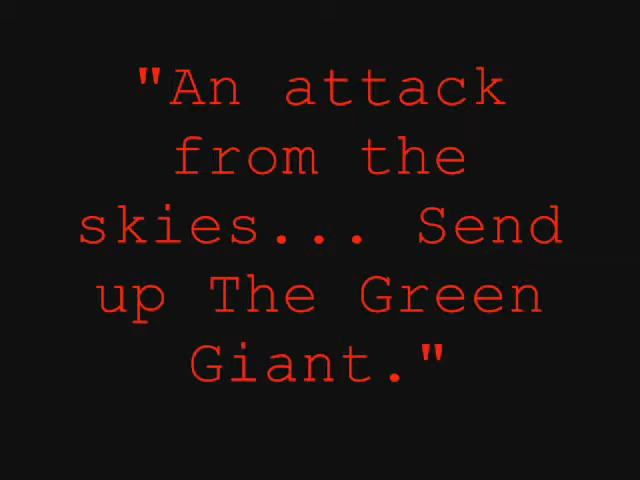 "An attack
from the
skies... Send
up The Green
Giant."